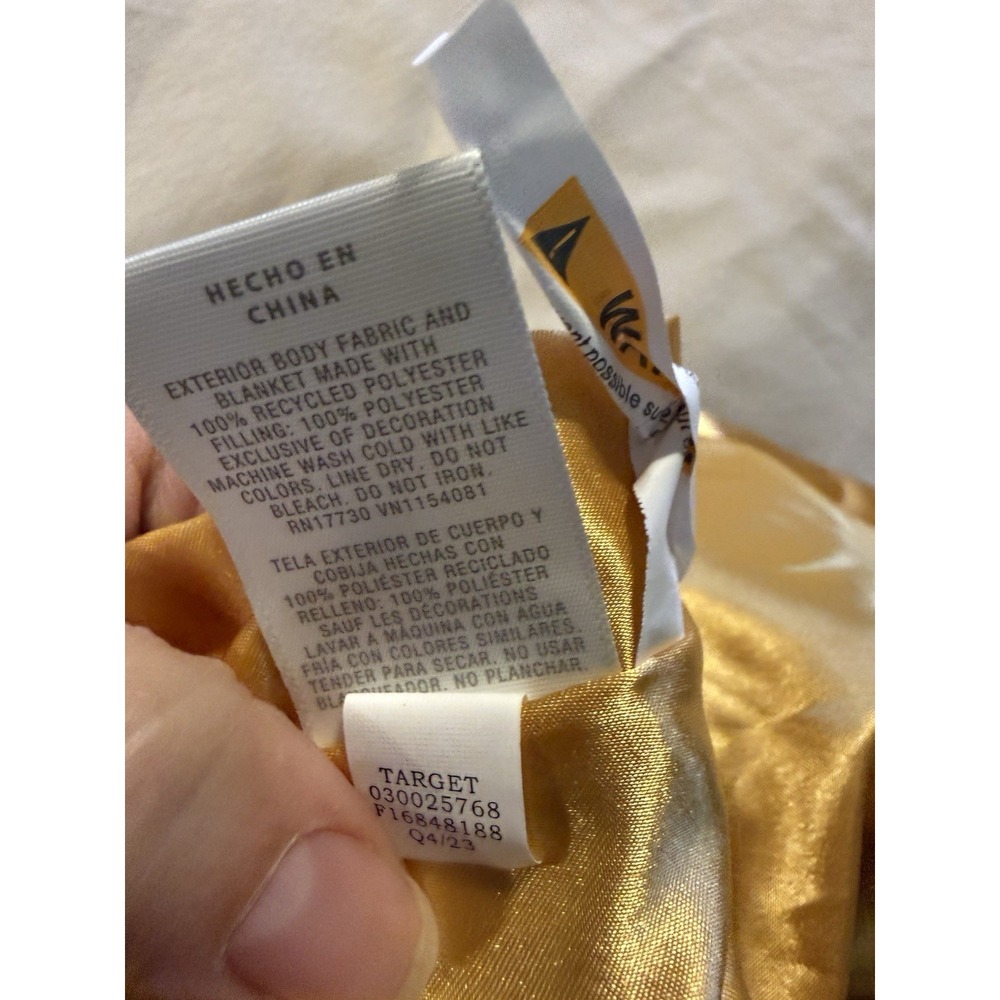 HECHO EN
CHINA
EXTERIOR BODY FABRIC AND
BLANKET MADE WITH
100% RECYCLED POLYESTER
FILLING: 100% POLYESTER
EXCLUSIVE OF DECORATION
MACHINE WASH COLD WITH LIKE
COLORS. LINE DRY. DO NOT
BLEACH. DO NOT IRON.
RN17730 VN1154081
TELA EXTERIOR DE CUERPO Y
COBIJA HECHAS CON
100% POLIÉSTER RECICLADO
RELLENO: 100% POLIÉSTER
SAUF LES DÉCORATIONS
LAVAR A MÁQUINA CON AGUA
FRÍA CON COLORES SIMILARES.
TENDER PARA SECAR. NO USAR
BLANQUEADOR. NO PLANCHAR.
possible
TARGET
030025768
F16848188
Q4/23